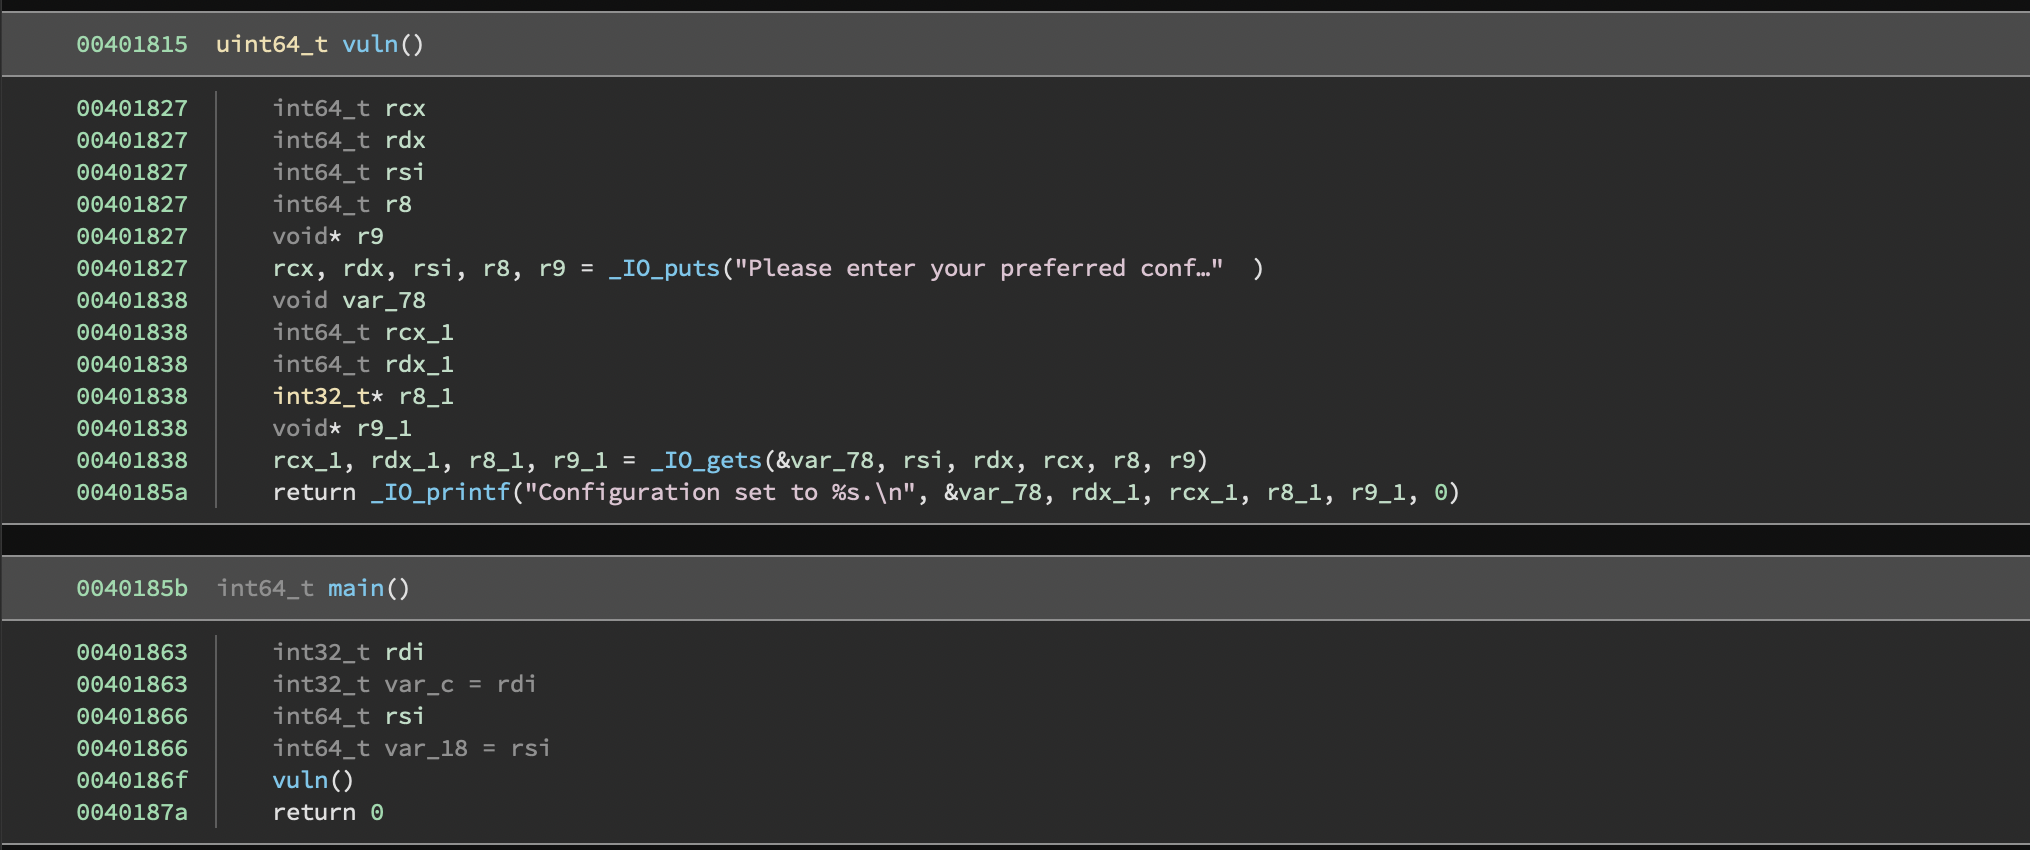 00401815 uint64_t vuln()
00401827 int64_t rcx
00401827 int64_t rdx
00401827 int64_t rsi
00401827 int64_t r8
00401827 void* r9
00401827 rcx, rdx, rsi, r8, r9 = _IO_puts("Please enter your preferred conf…" )
00401838 void var_78
00401838 int64_t rcx_1
00401838 int64_t rdx_1
00401838 int32_t* r8_1
00401838 void* r9_1
00401838 rcx_1, rdx_1, r8_1, r9_1 = _IO_gets(&var_78, rsi, rdx, rcx, r8, r9)
0040185a return _IO_printf("Configuration set to %s.\n", &var_78, rdx_1, rcx_1, r8_1, r9_1, 0)
0040185b int64_t main()
00401863 int32_t rdi
00401863 int32_t var_c = rdi
00401866 int64_t rsi
00401866 int64_t var_18 = rsi
0040186f vuln()
0040187a return 0